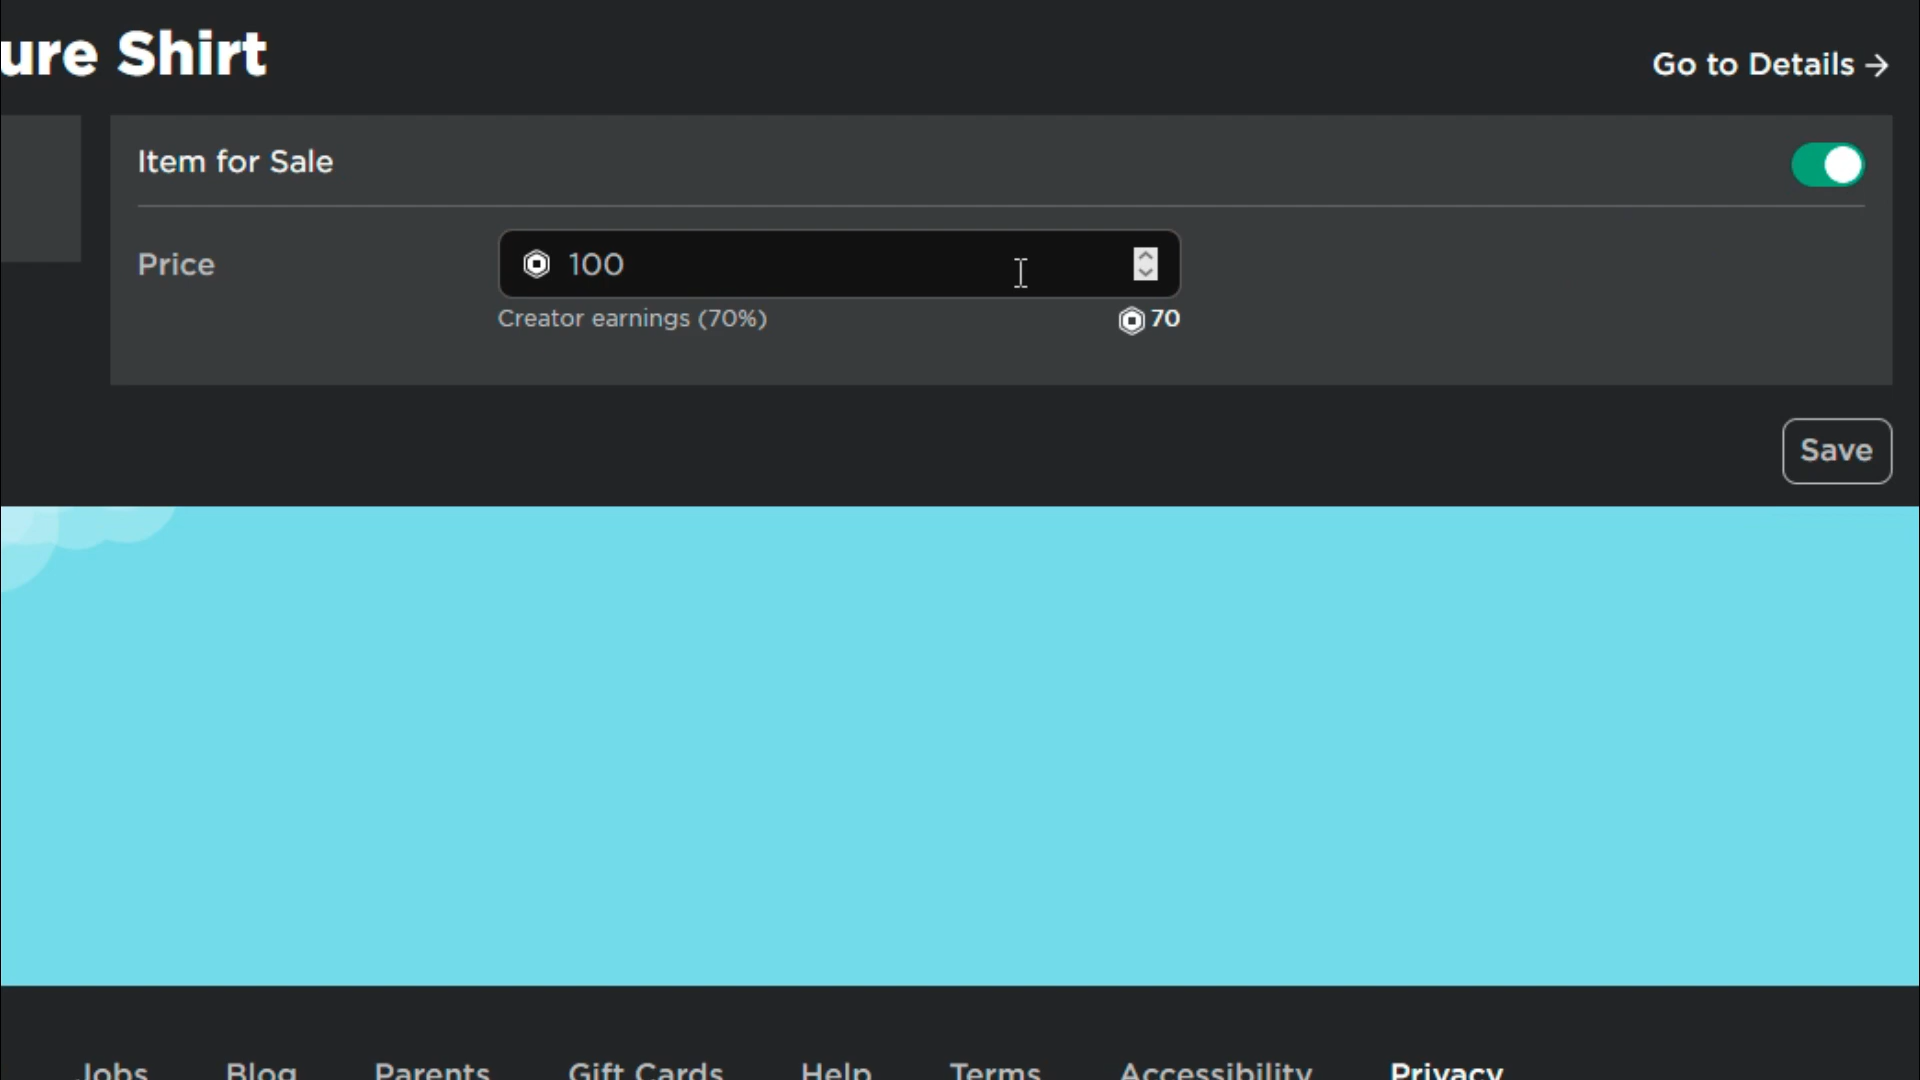 ure Shirt
Go to Details →
Item for Sale
Price
100
Creator earnings (70%)
70
Save
Jobs Blog Parents Gift Cards Help Terms Accessibility Privacy